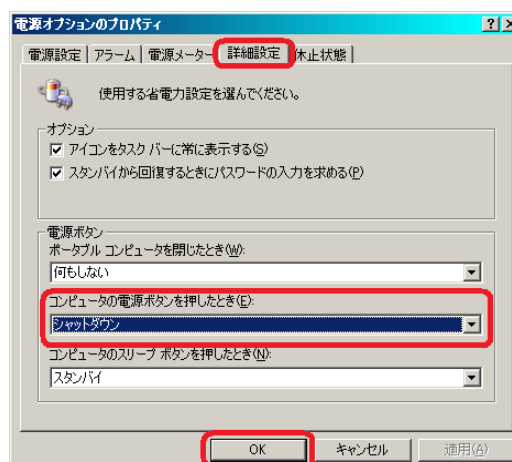 電源オプションのプロパティ
電源設定 アラーム 電源メーター 詳細設定 休止状態
使用する省電力設定を選んでください。
オプション
アイコンをタスク バーに常に表示する(S)
スタンバイから回復するときにパスワードの入力を求める(P)
電源ボタン
ポータブル コンピュータを閉じたとき(W):
何もしない
コンピュータの電源ボタンを押したとき(E):
シャットダウン
コンピュータのスリープ ボタンを押したとき(N):
スタンバイ
OK キャンセル 適用(A)